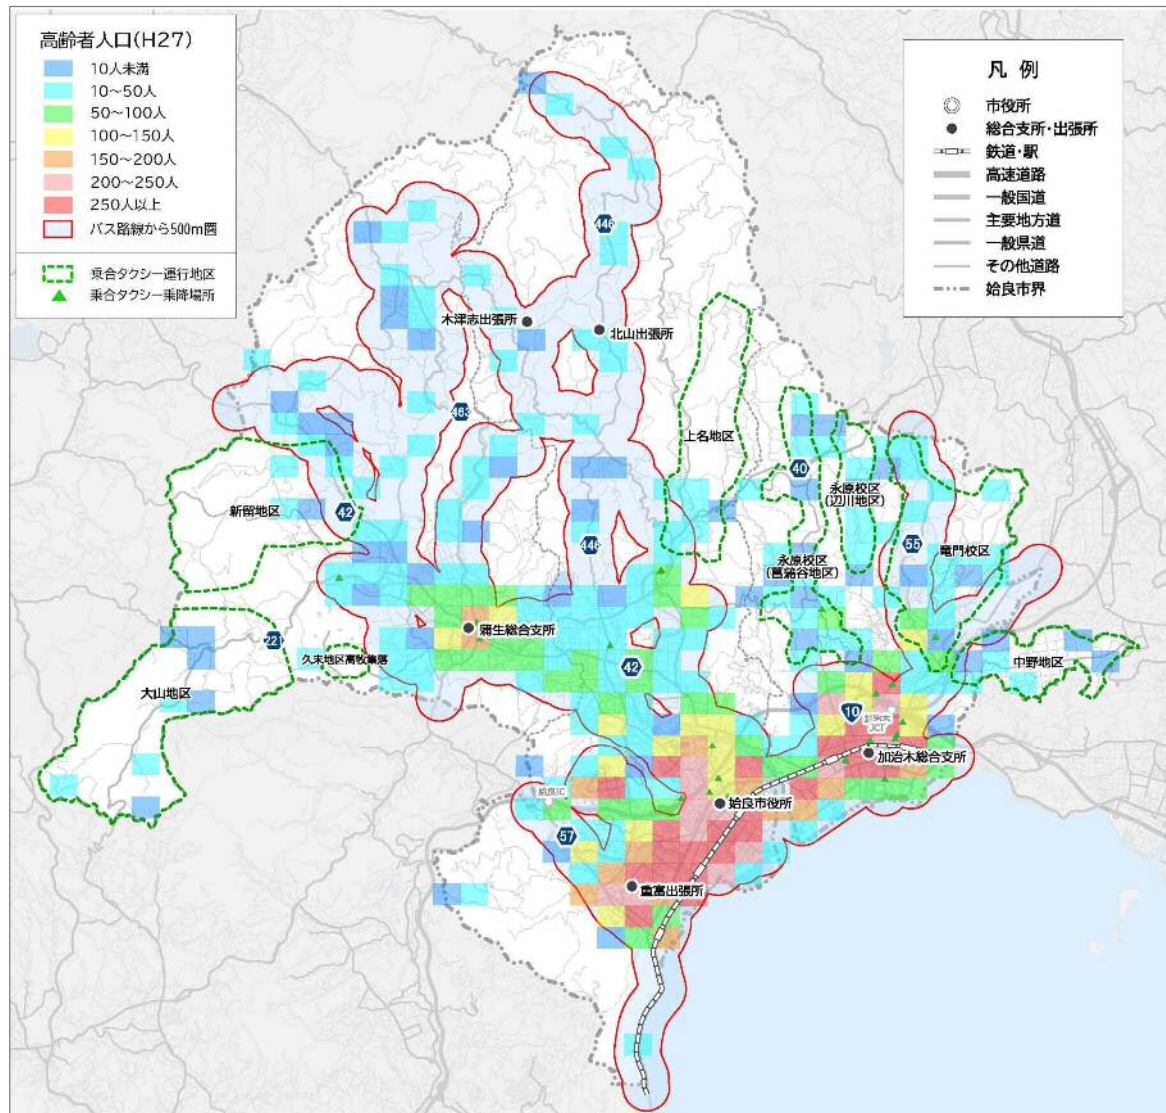 高齢者人口(H27)
10人未満
10～50人
50～100人
100～150人
150～200人
200～250人
250人以上
バス路線から500m圏
乗合タクシー運行地区
乗合タクシー乗降場所
凡 例
市役所
総合支所・出張所
鉄道・駅
高速道路
一般国道
主要地方道
一般県道
その他道路
姶良市界
446
木津志出張所
北山出張所
463
上名地区
40
永原校区
(辺川地区)
新留地区
42
446
55
竜門校区
永原校区
(菖蒲谷地区)
蒲生総合支所
221
久末地区高牧集落
42
中野地区
大山地区
10
JCT
加治木総合支所
姶良IC
姶良市役所
57
重富出張所